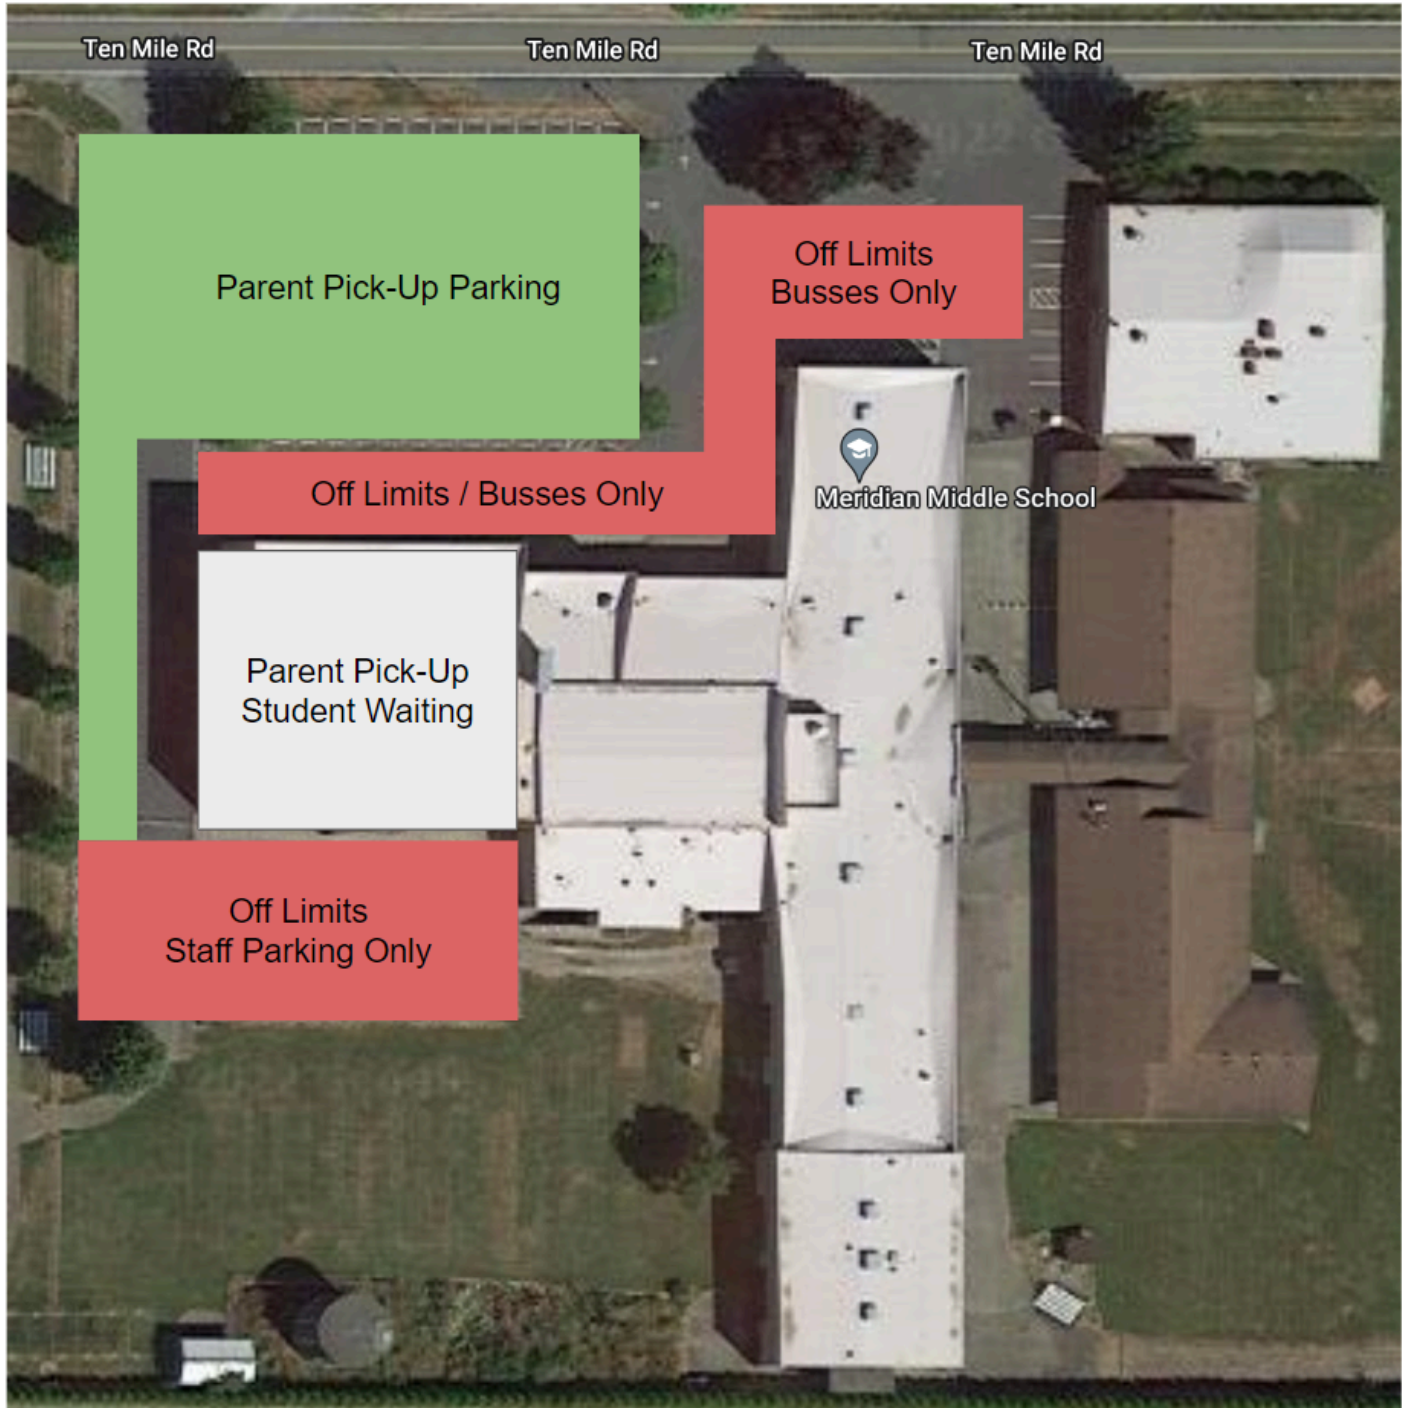 Ten Mile Rd
Ten Mile Rd
Ten Mile Rd
Parent Pick-Up Parking
Off Limits
Busses Only
Off Limits / Busses Only
Meridian Middle School
Parent Pick-Up
Student Waiting
Off Limits
Staff Parking Only